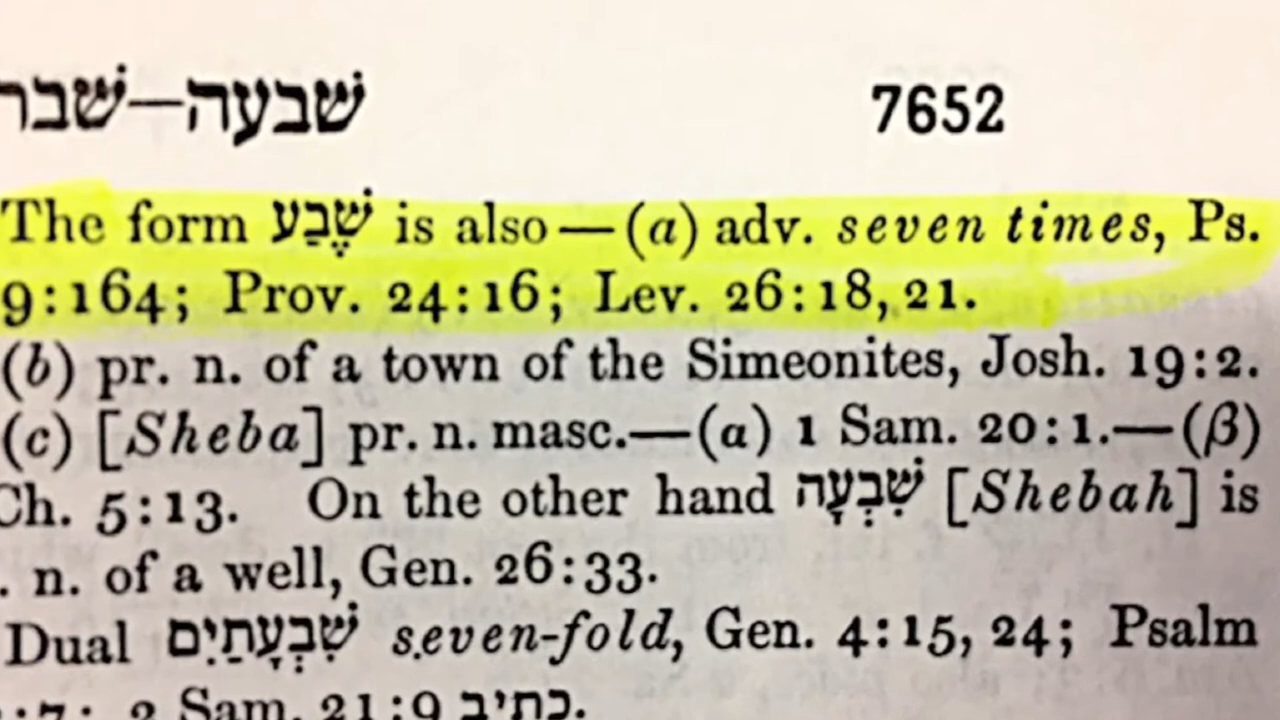 שבעה—שבר 7652
The form שֶׁבַע is also—(a) adv. seven times, Ps.
9:164; Prov. 24:16; Lev. 26:18, 21.
(b) pr. n. of a town of the Simeonites, Josh. 19:2.
(c) [Sheba] pr. n. masc.—(α) 1 Sam. 20:1.—(β)
Ch. 5:13. On the other hand שִׁבְעָה [Shebah] is
. n. of a well, Gen. 26:33.
Dual שִׁבְעָתַיִם seven-fold, Gen. 4:15, 24; Psalm
:7; 2 Sam. 21:9 כתיב.